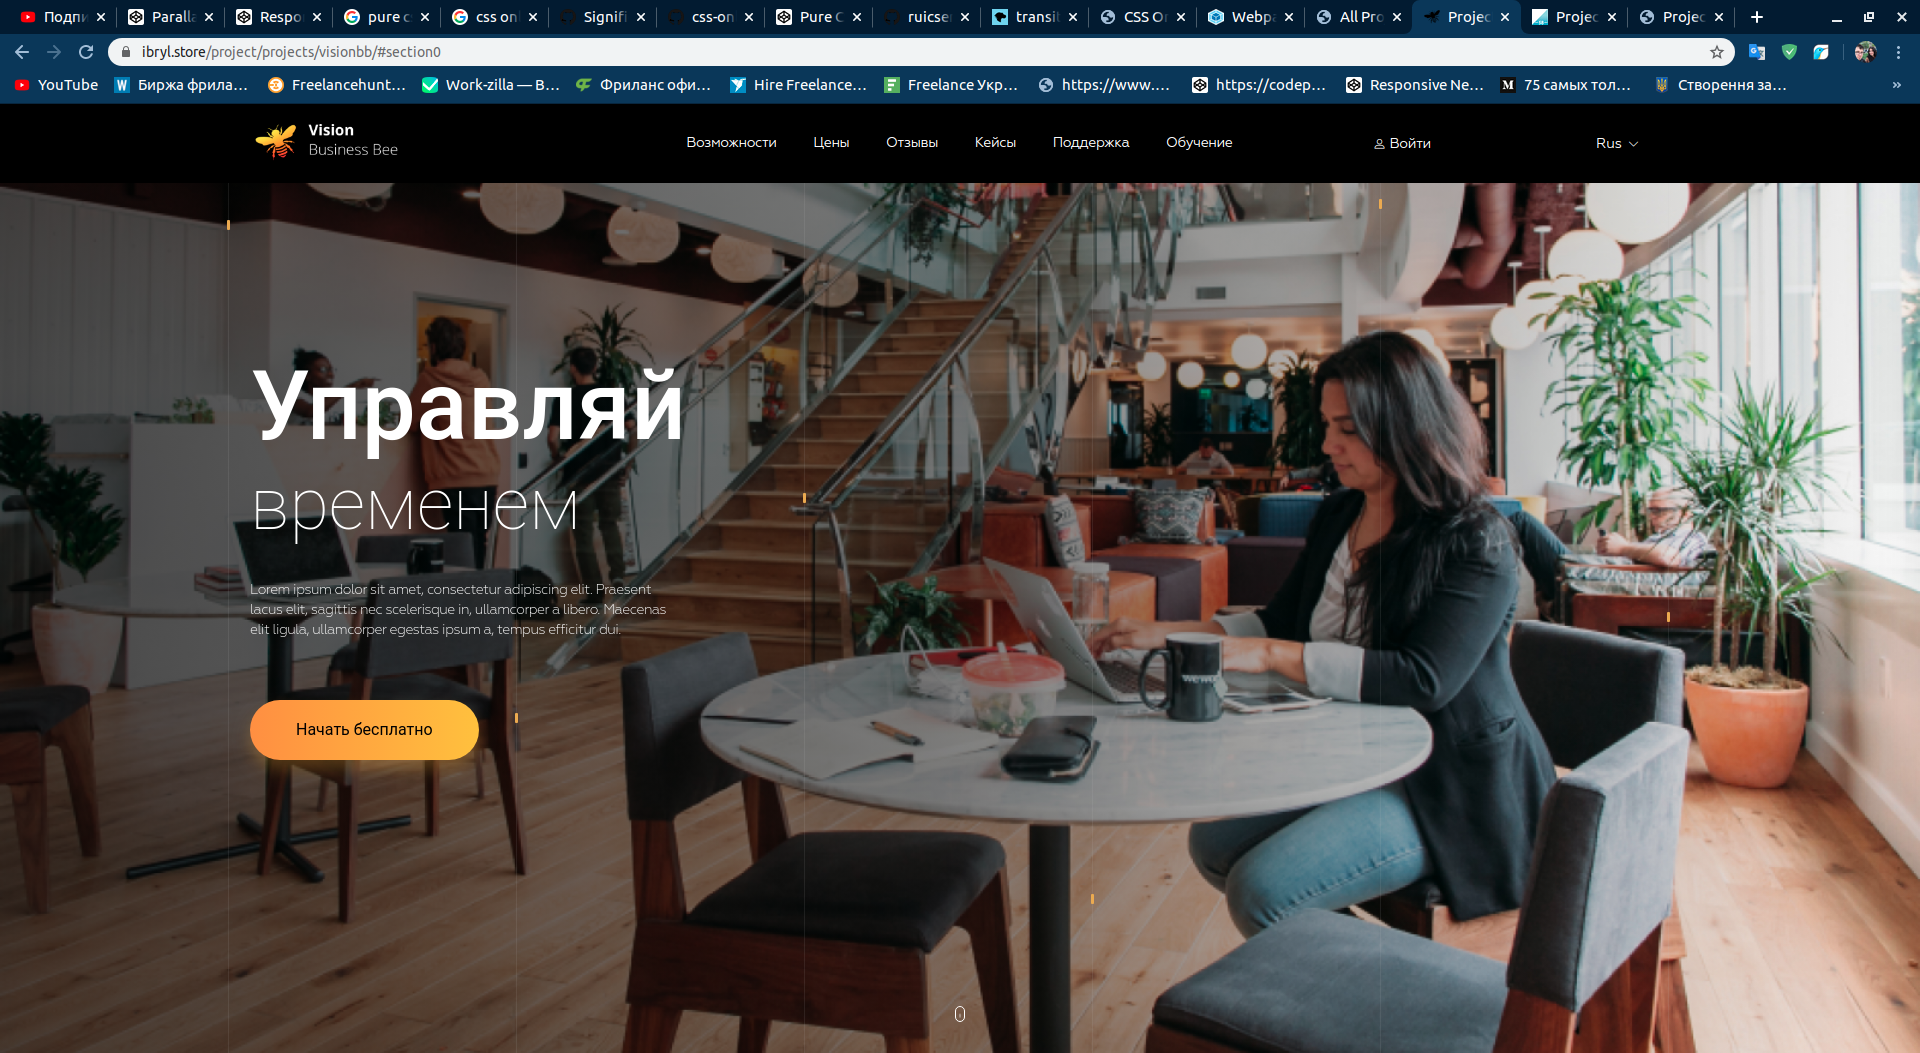 Подпи
Paralla
Respo
pure c
css onl
Signifi
css-on
Pure C
ruicse
transi
CSS O
Webpa
All Pro
Projec
Projec
Projec
ibryl.store/project/projects/visionbb/#section0
YouTube
Биржа фрила...
Freelancehunt...
Work-zilla — В...
Фриланс офи...
Hire Freelance...
Freelance Укр...
https://www....
https://codep...
Responsive Ne...
75 самых тол...
Створення за...
»
Vision
Business Bee
Возможности
Цены
Отзывы
Кейсы
Поддержка
Обучение
Войти
Rus
Управляй
временем
Lorem ipsum dolor sit amet, consectetur adipiscing elit. Praesent
lacus elit, sagittis nec scelerisque in, ullamcorper a libero. Maecenas
elit ligula, ullamcorper egestas ipsum a, tempus efficitur dui.
Начать бесплатно